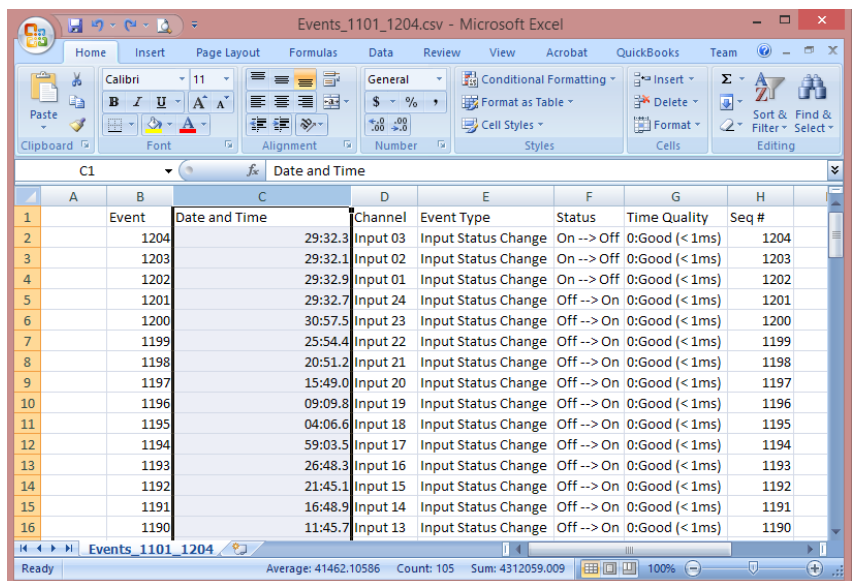 Events_1101_1204.csv - Microsoft Excel
Home Insert Page Layout Formulas Data Review View Acrobat QuickBooks Team
Paste
Clipboard
Calibri 11
B I U A A
A
Font
Alignment
General
$ % ,
.0 .00 .00 .0
Number
Conditional Formatting
Format as Table
Cell Styles
Styles
Insert
Delete
Format
Cells
Σ
A Z
Sort & Filter
Find & Select
Editing
C1 fx Date and Time
A B C D E F G H
1 Event Date and Time Channel Event Type Status Time Quality Seq #
2 1204 29:32.3 Input 03 Input Status Change On --> Off 0:Good (< 1ms) 1204
3 1203 29:32.1 Input 02 Input Status Change On --> Off 0:Good (< 1ms) 1203
4 1202 29:32.9 Input 01 Input Status Change On --> Off 0:Good (< 1ms) 1202
5 1201 29:32.7 Input 24 Input Status Change Off --> On 0:Good (< 1ms) 1201
6 1200 30:57.5 Input 23 Input Status Change Off --> On 0:Good (< 1ms) 1200
7 1199 25:54.4 Input 22 Input Status Change Off --> On 0:Good (< 1ms) 1199
8 1198 20:51.2 Input 21 Input Status Change Off --> On 0:Good (< 1ms) 1198
9 1197 15:49.0 Input 20 Input Status Change Off --> On 0:Good (< 1ms) 1197
10 1196 09:09.8 Input 19 Input Status Change Off --> On 0:Good (< 1ms) 1196
11 1195 04:06.6 Input 18 Input Status Change Off --> On 0:Good (< 1ms) 1195
12 1194 59:03.5 Input 17 Input Status Change Off --> On 0:Good (< 1ms) 1194
13 1193 26:48.3 Input 16 Input Status Change Off --> On 0:Good (< 1ms) 1193
14 1192 21:45.1 Input 15 Input Status Change Off --> On 0:Good (< 1ms) 1192
15 1191 16:48.9 Input 14 Input Status Change Off --> On 0:Good (< 1ms) 1191
16 1190 11:45.7 Input 13 Input Status Change Off --> On 0:Good (< 1ms) 1190
Events_1101_1204
Ready Average: 41462.10586 Count: 105 Sum: 4312059.009 100%